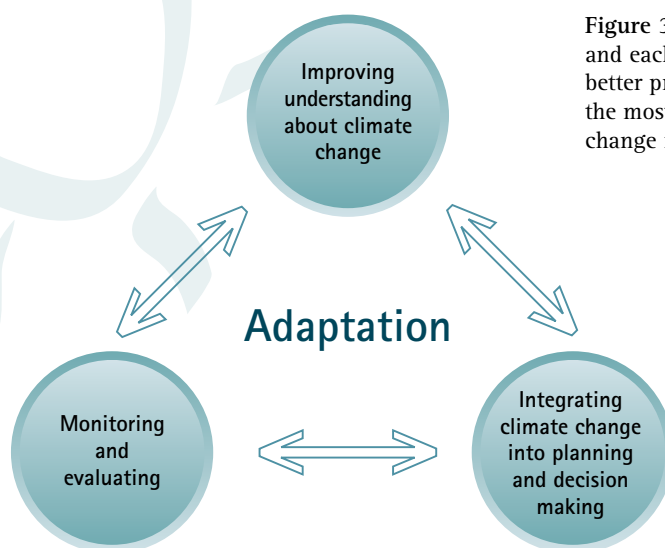 Improving
understanding
about climate
change
Figure 3
and each
better pr
the most
change
Adaptation
Monitoring
and
evaluating
Integrating
climate change
into planning
and decision
making